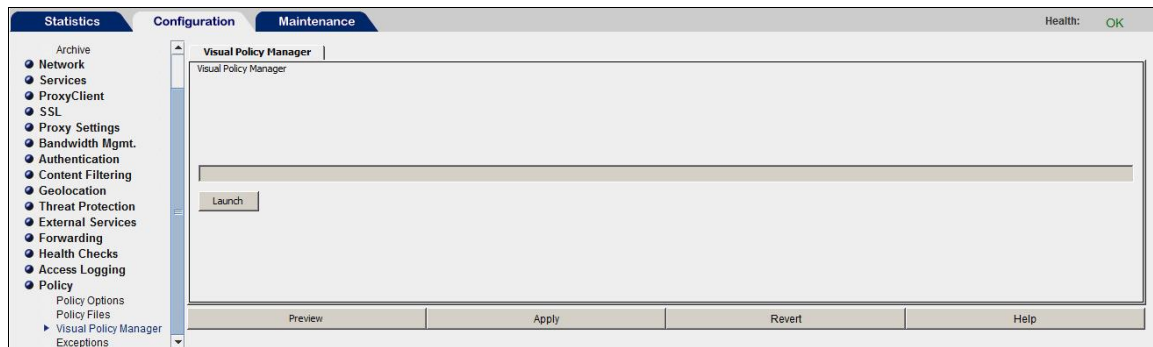 Statistics
Configuration
Maintenance
Health: OK
Archive
Network
Services
ProxyClient
SSL
Proxy Settings
Bandwidth Mgmt.
Authentication
Content Filtering
Geolocation
Threat Protection
External Services
Forwarding
Health Checks
Access Logging
Policy
Policy Options
Policy Files
Visual Policy Manager
Exceptions
Visual Policy Manager
Visual Policy Manager
Launch
Preview
Apply
Revert
Help